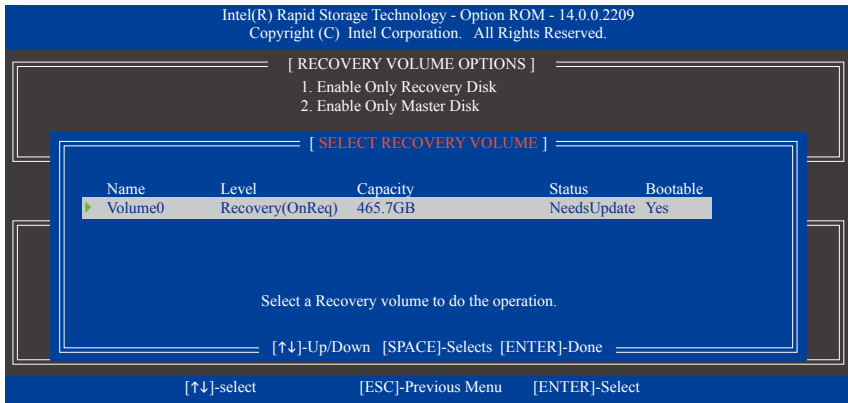 Intel(R) Rapid Storage Technology - Option ROM - 14.0.0.2209
Copyright (C) Intel Corporation. All Rights Reserved.
[ RECOVERY VOLUME OPTIONS ]
1. Enable Only Recovery Disk
2. Enable Only Master Disk
[ SELECT RECOVERY VOLUME ]
Name Level Capacity Status Bootable
Volume0 Recovery(OnReq) 465.7GB NeedsUpdate Yes
Select a Recovery volume to do the operation.
[↑↓]-Up/Down [SPACE]-Selects [ENTER]-Done
[↑↓]-select [ESC]-Previous Menu [ENTER]-Select